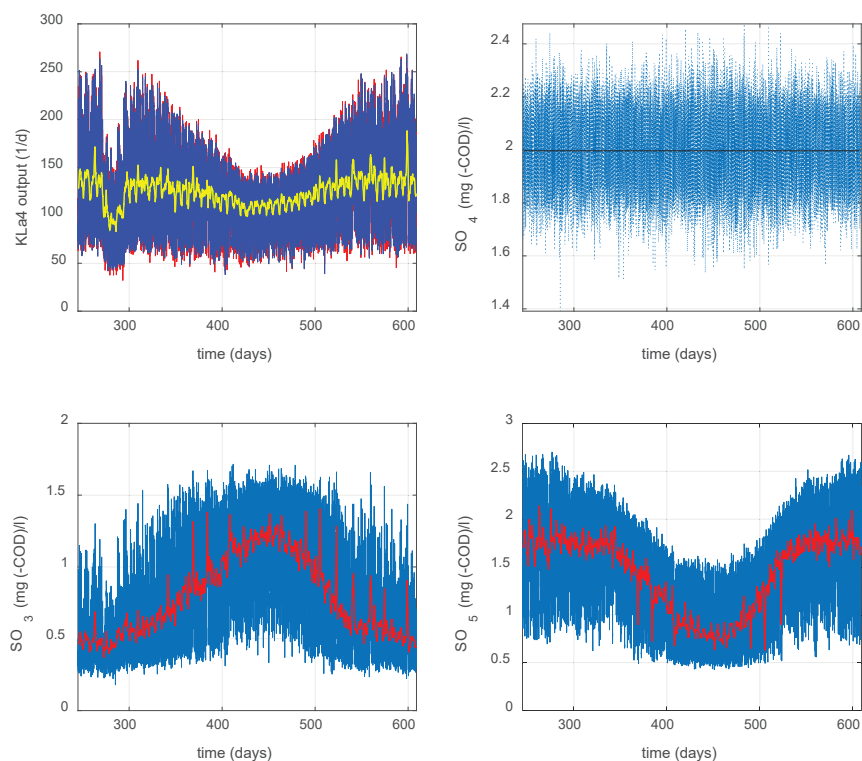 KLa4 output (1/d)
300
250
200
150
100
50
0
300 400 500 600
time (days)
SO 4 (mg (-COD)/l)
2.4
2.2
2
1.8
1.6
1.4
300 400 500 600
time (days)
SO 3 (mg (-COD)/l)
2
1.5
1
0.5
0
300 400 500 600
time (days)
SO 5 (mg (-COD)/l)
3
2.5
2
1.5
1
0.5
0
300 400 500 600
time (days)